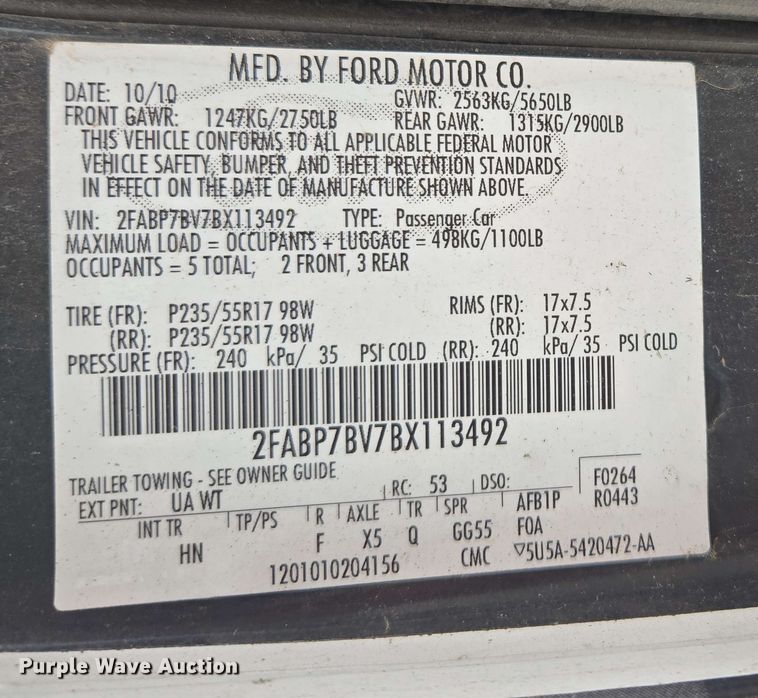 MFD. BY FORD MOTOR CO.
DATE: 10/10 GVWR: 2563KG/5650LB
FRONT GAWR: 1247KG/2750LB REAR GAWR: 1315KG/2900LB
THIS VEHICLE CONFORMS TO ALL APPLICABLE FEDERAL MOTOR
VEHICLE SAFETY, BUMPER, AND THEFT PREVENTION STANDARDS
IN EFFECT ON THE DATE OF MANUFACTURE SHOWN ABOVE.
VIN: 2FABP7BV7BX113492 TYPE: Passenger Car
MAXIMUM LOAD = OCCUPANTS + LUGGAGE = 498KG/1100LB
OCCUPANTS = 5 TOTAL; 2 FRONT, 3 REAR
TIRE (FR): P235/55R17 98W RIMS (FR): 17x7.5
(RR): P235/55R17 98W (RR): 17x7.5
PRESSURE (FR): 240 kPa/ 35 PSI COLD (RR): 240 kPa/ 35 PSI COLD
2FABP7BV7BX113492
TRAILER TOWING - SEE OWNER GUIDE
EXT PNT: UA WT RC: 53 DSO: F0264
INT TR TP/PS R AXLE TR SPR AFB1P R0443
HN F X5 Q GG55 F0A
1201010204156 CMC ▽5U5A-5420472-AA
Purple Wave Auction